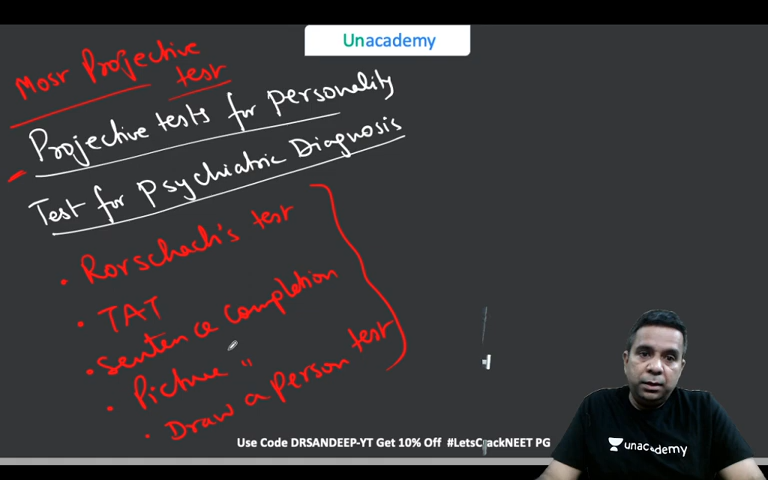 Unacademy
Most Projective
test
Projective tests for personality
Test for Psychiatric Diagnosis
• Rorschach's test
• TAT
• Sentence completion
• Picture "
• Draw a person test
unacademy
Use Code DRSANDEEP-YT Get 10% Off #LetsCrackNEET PG